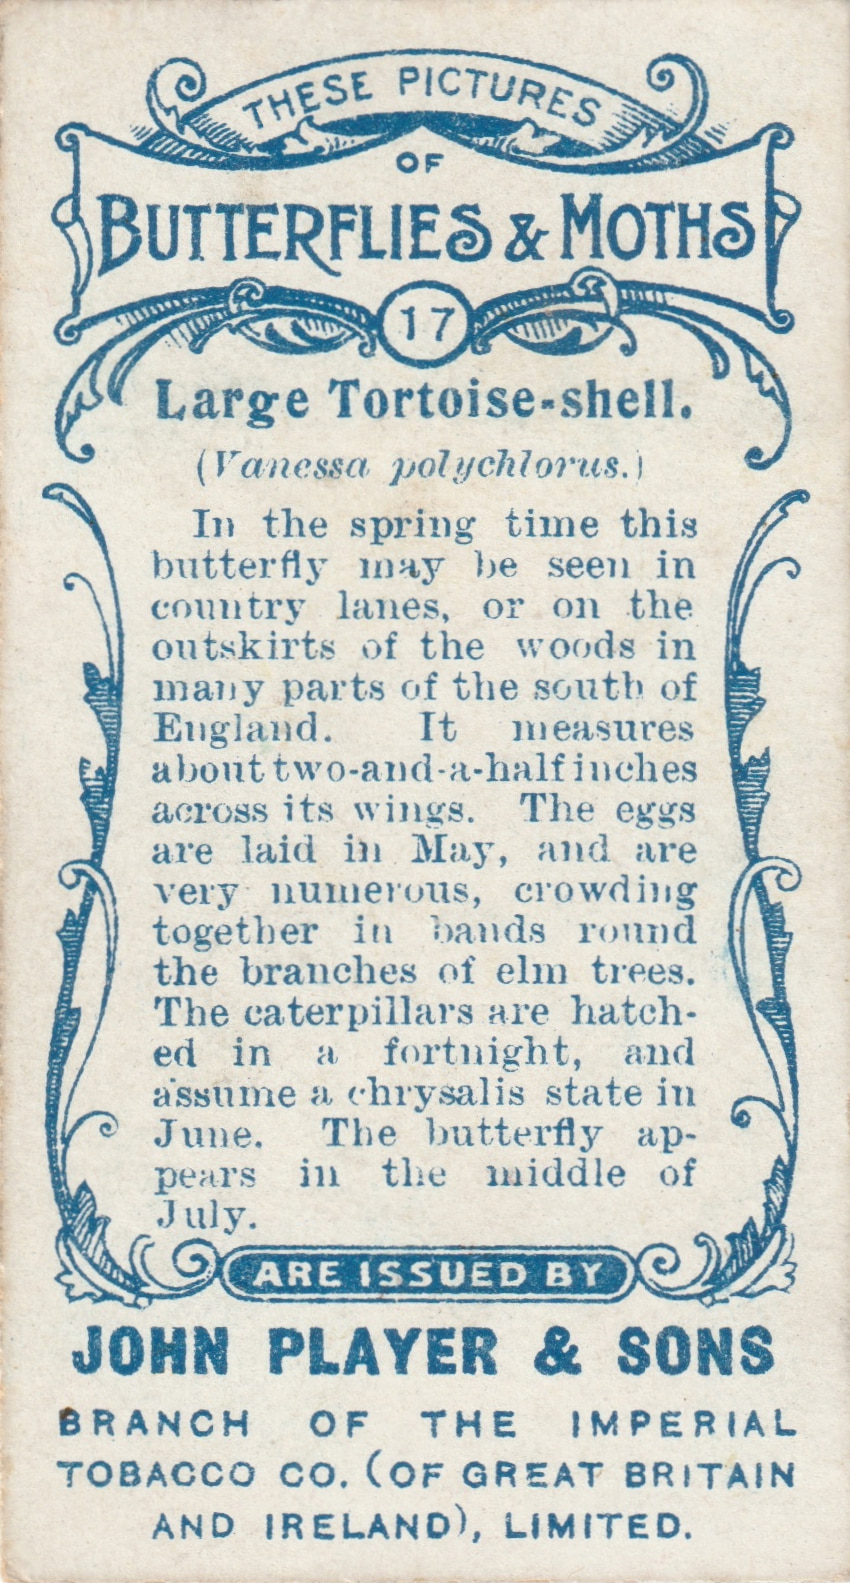 THESE PICTURES
OF
BUTTERFLIES & MOTHS
17
Large Tortoise-shell.
(Vanessa polychlorus.)
In the spring time this
butterfly may be seen in
country lanes, or on the
outskirts of the woods in
many parts of the south of
England. It measures
about two-and-a-half inches
across its wings. The eggs
are laid in May, and are
very numerous, crowding
together in bands round
the branches of elm trees.
The caterpillars are hatch-
ed in a fortnight, and
assume a chrysalis state in
June. The butterfly ap-
pears in the middle of
July.
ARE ISSUED BY
JOHN PLAYER & SONS
BRANCH OF THE IMPERIAL
TOBACCO CO. (OF GREAT BRITAIN
AND IRELAND), LIMITED.